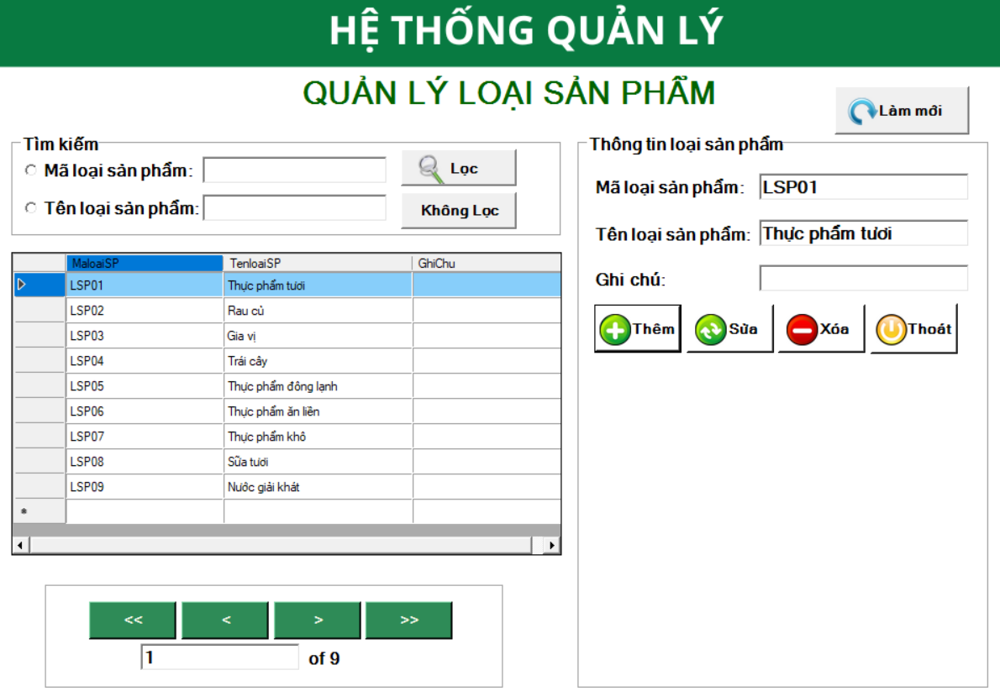 HỆ THỐNG QUẢN LÝ
QUẢN LÝ LOẠI SẢN PHẨM
Làm mới
Tìm kiếm
Mã loại sản phẩm:
Lọc
Tên loại sản phẩm:
Không Lọc
MaloaiSP TenloaiSP GhiChu
LSP01 Thực phẩm tươi
LSP02 Rau củ
LSP03 Gia vị
LSP04 Trái cây
LSP05 Thực phẩm đông lạnh
LSP06 Thực phẩm ăn liền
LSP07 Thực phẩm khô
LSP08 Sữa tươi
LSP09 Nước giải khát
<< < > >>
1 of 9
Thông tin loại sản phẩm
Mã loại sản phẩm: LSP01
Tên loại sản phẩm: Thực phẩm tươi
Ghi chú:
Thêm Sửa Xóa Thoát